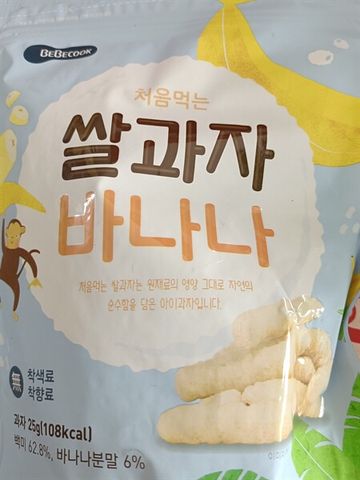 BEBECOOK
처음먹는
쌀과자
바나나
처음먹는 쌀과자는 원재료의 영양 그대로 자연의
순수함을 담은 아이과자입니다.
無 착색료
착향료
과자 25g(108kcal)
백미 62.8%, 바나나분말 6%